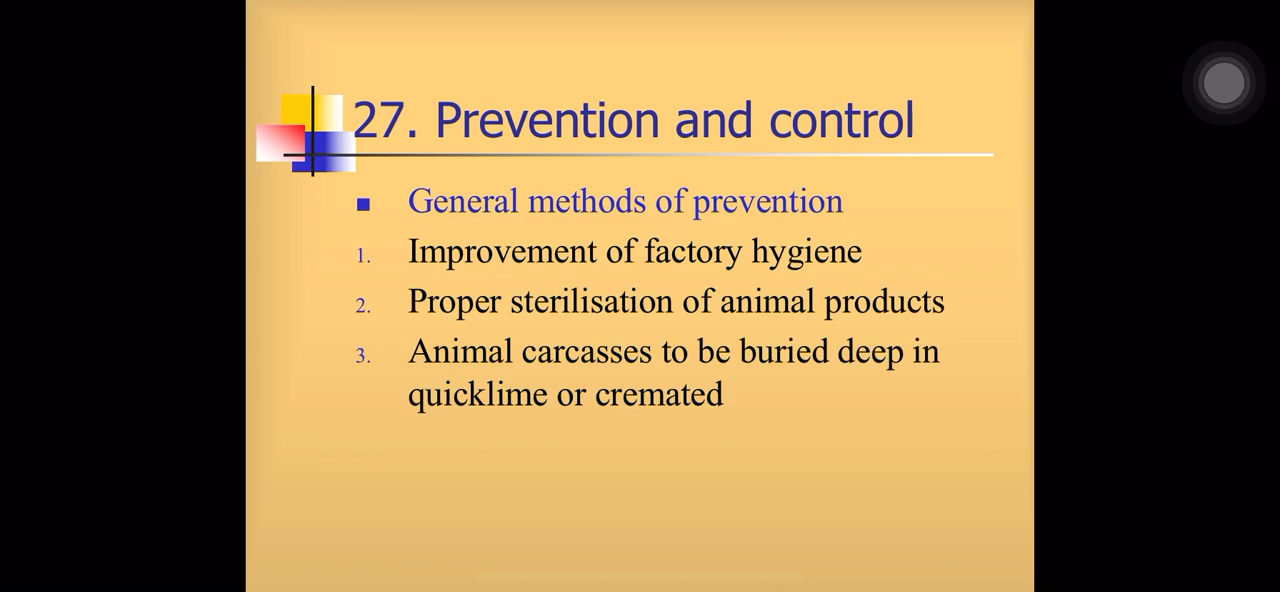 27. Prevention and control
■ General methods of prevention
1. Improvement of factory hygiene
2. Proper sterilisation of animal products
3. Animal carcasses to be buried deep in
quicklime or cremated